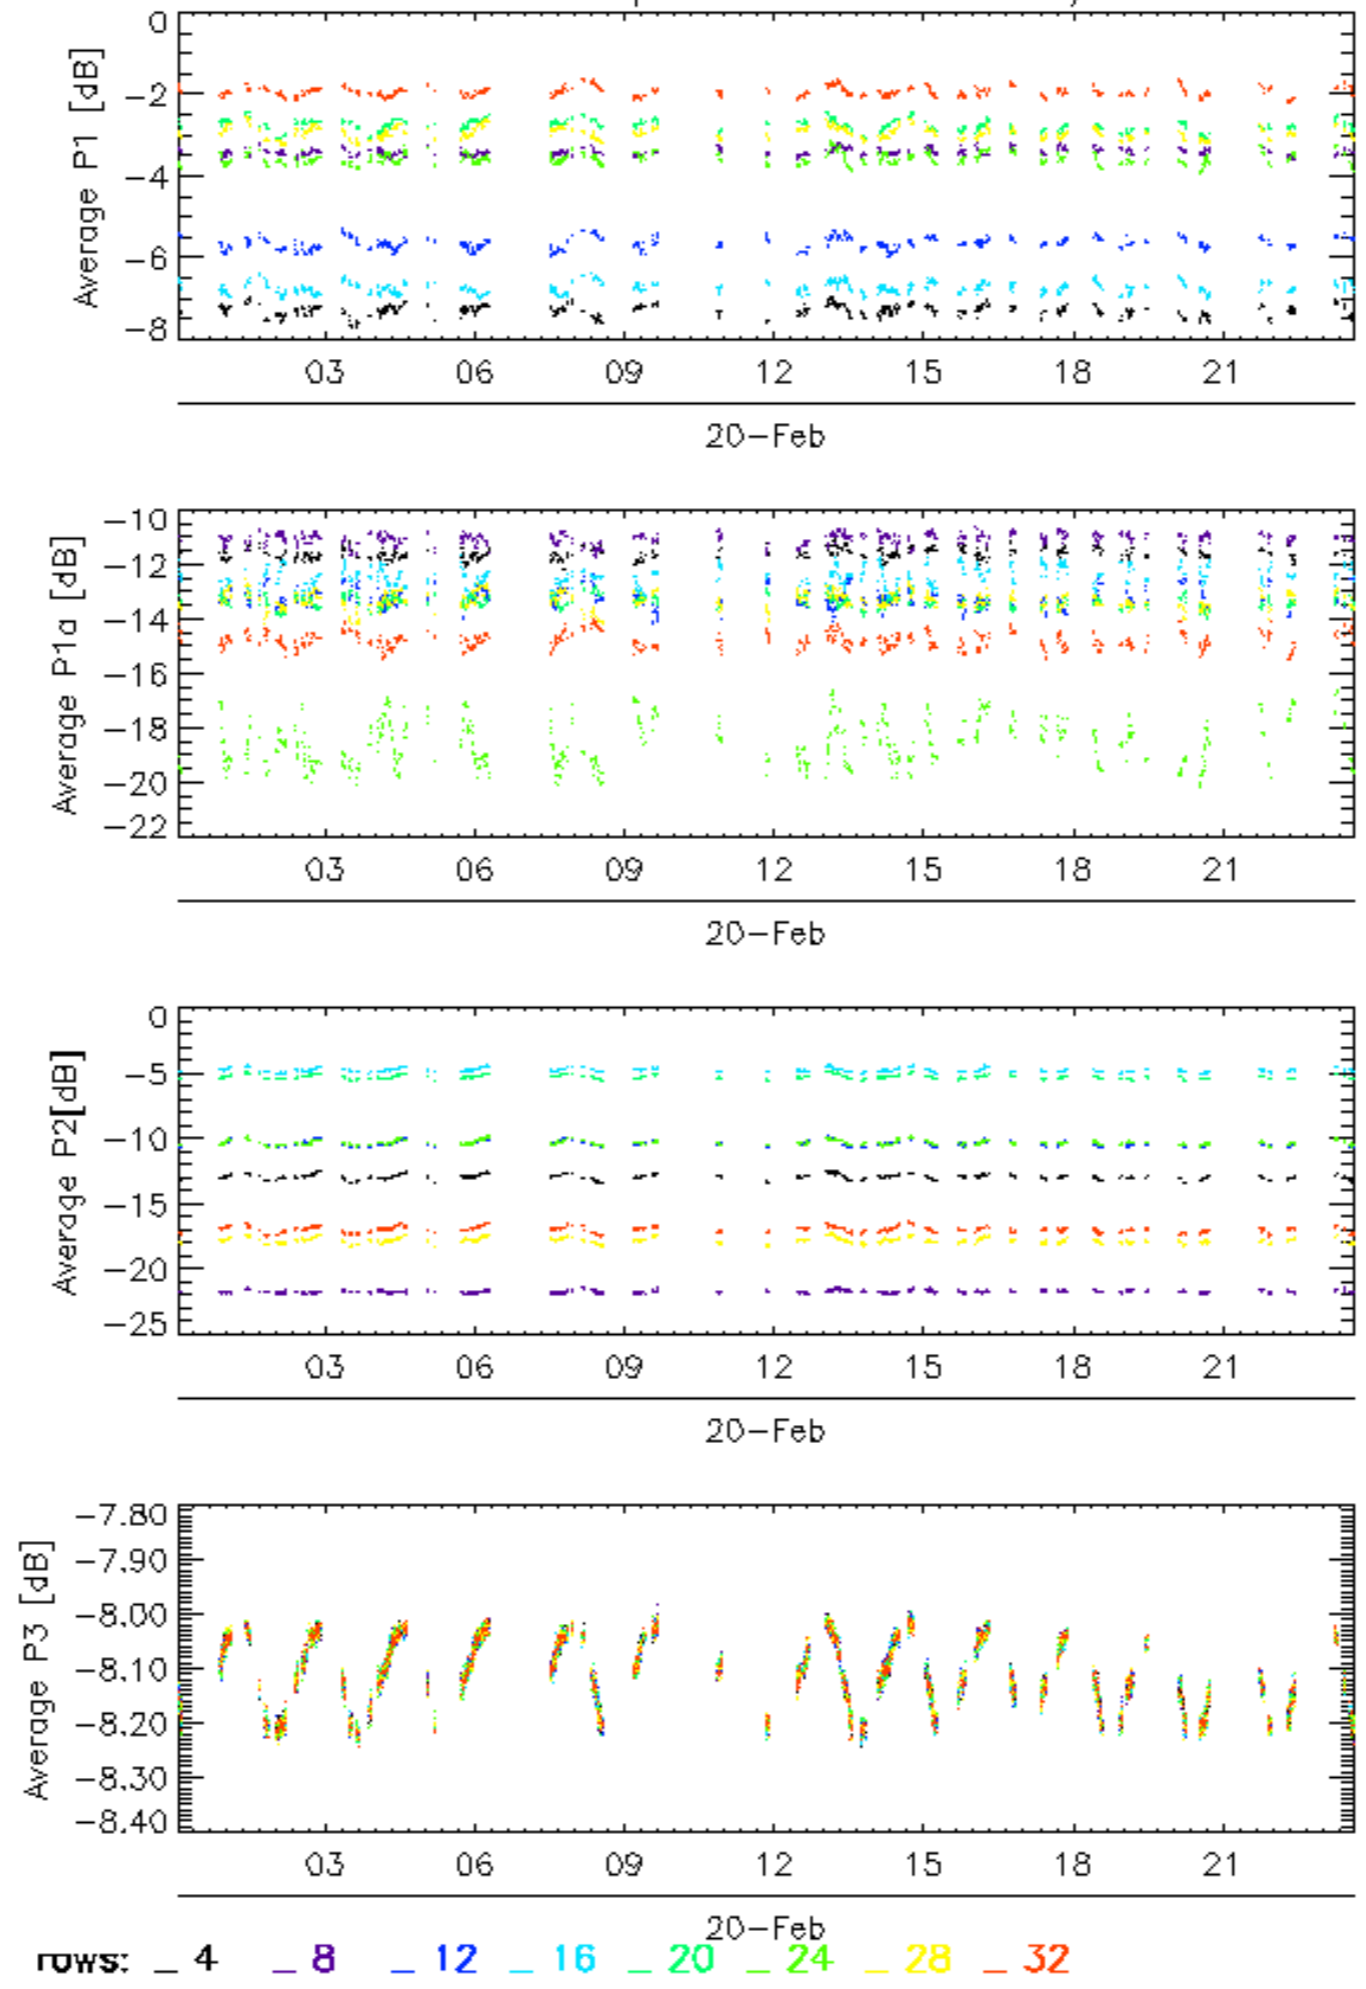 0
Average P1 [dB]
−2
−4
−6
−8
03 06 09 12 15 18 21
20−Feb
−10
Average P1a [dB]
−12
−14
−16
−18
−20
−22
03 06 09 12 15 18 21
20−Feb
0
Average P2[dB]
−5
−10
−15
−20
−25
03 06 09 12 15 18 21
20−Feb
−7.80
Average P3 [dB]
−7.90
−8.00
−8.10
−8.20
−8.30
−8.40
03 06 09 12 15 18 21
20−Feb
rows: _ 4 _ 8 _ 12 _ 16 _ 20 _ 24 _ 28 _ 32